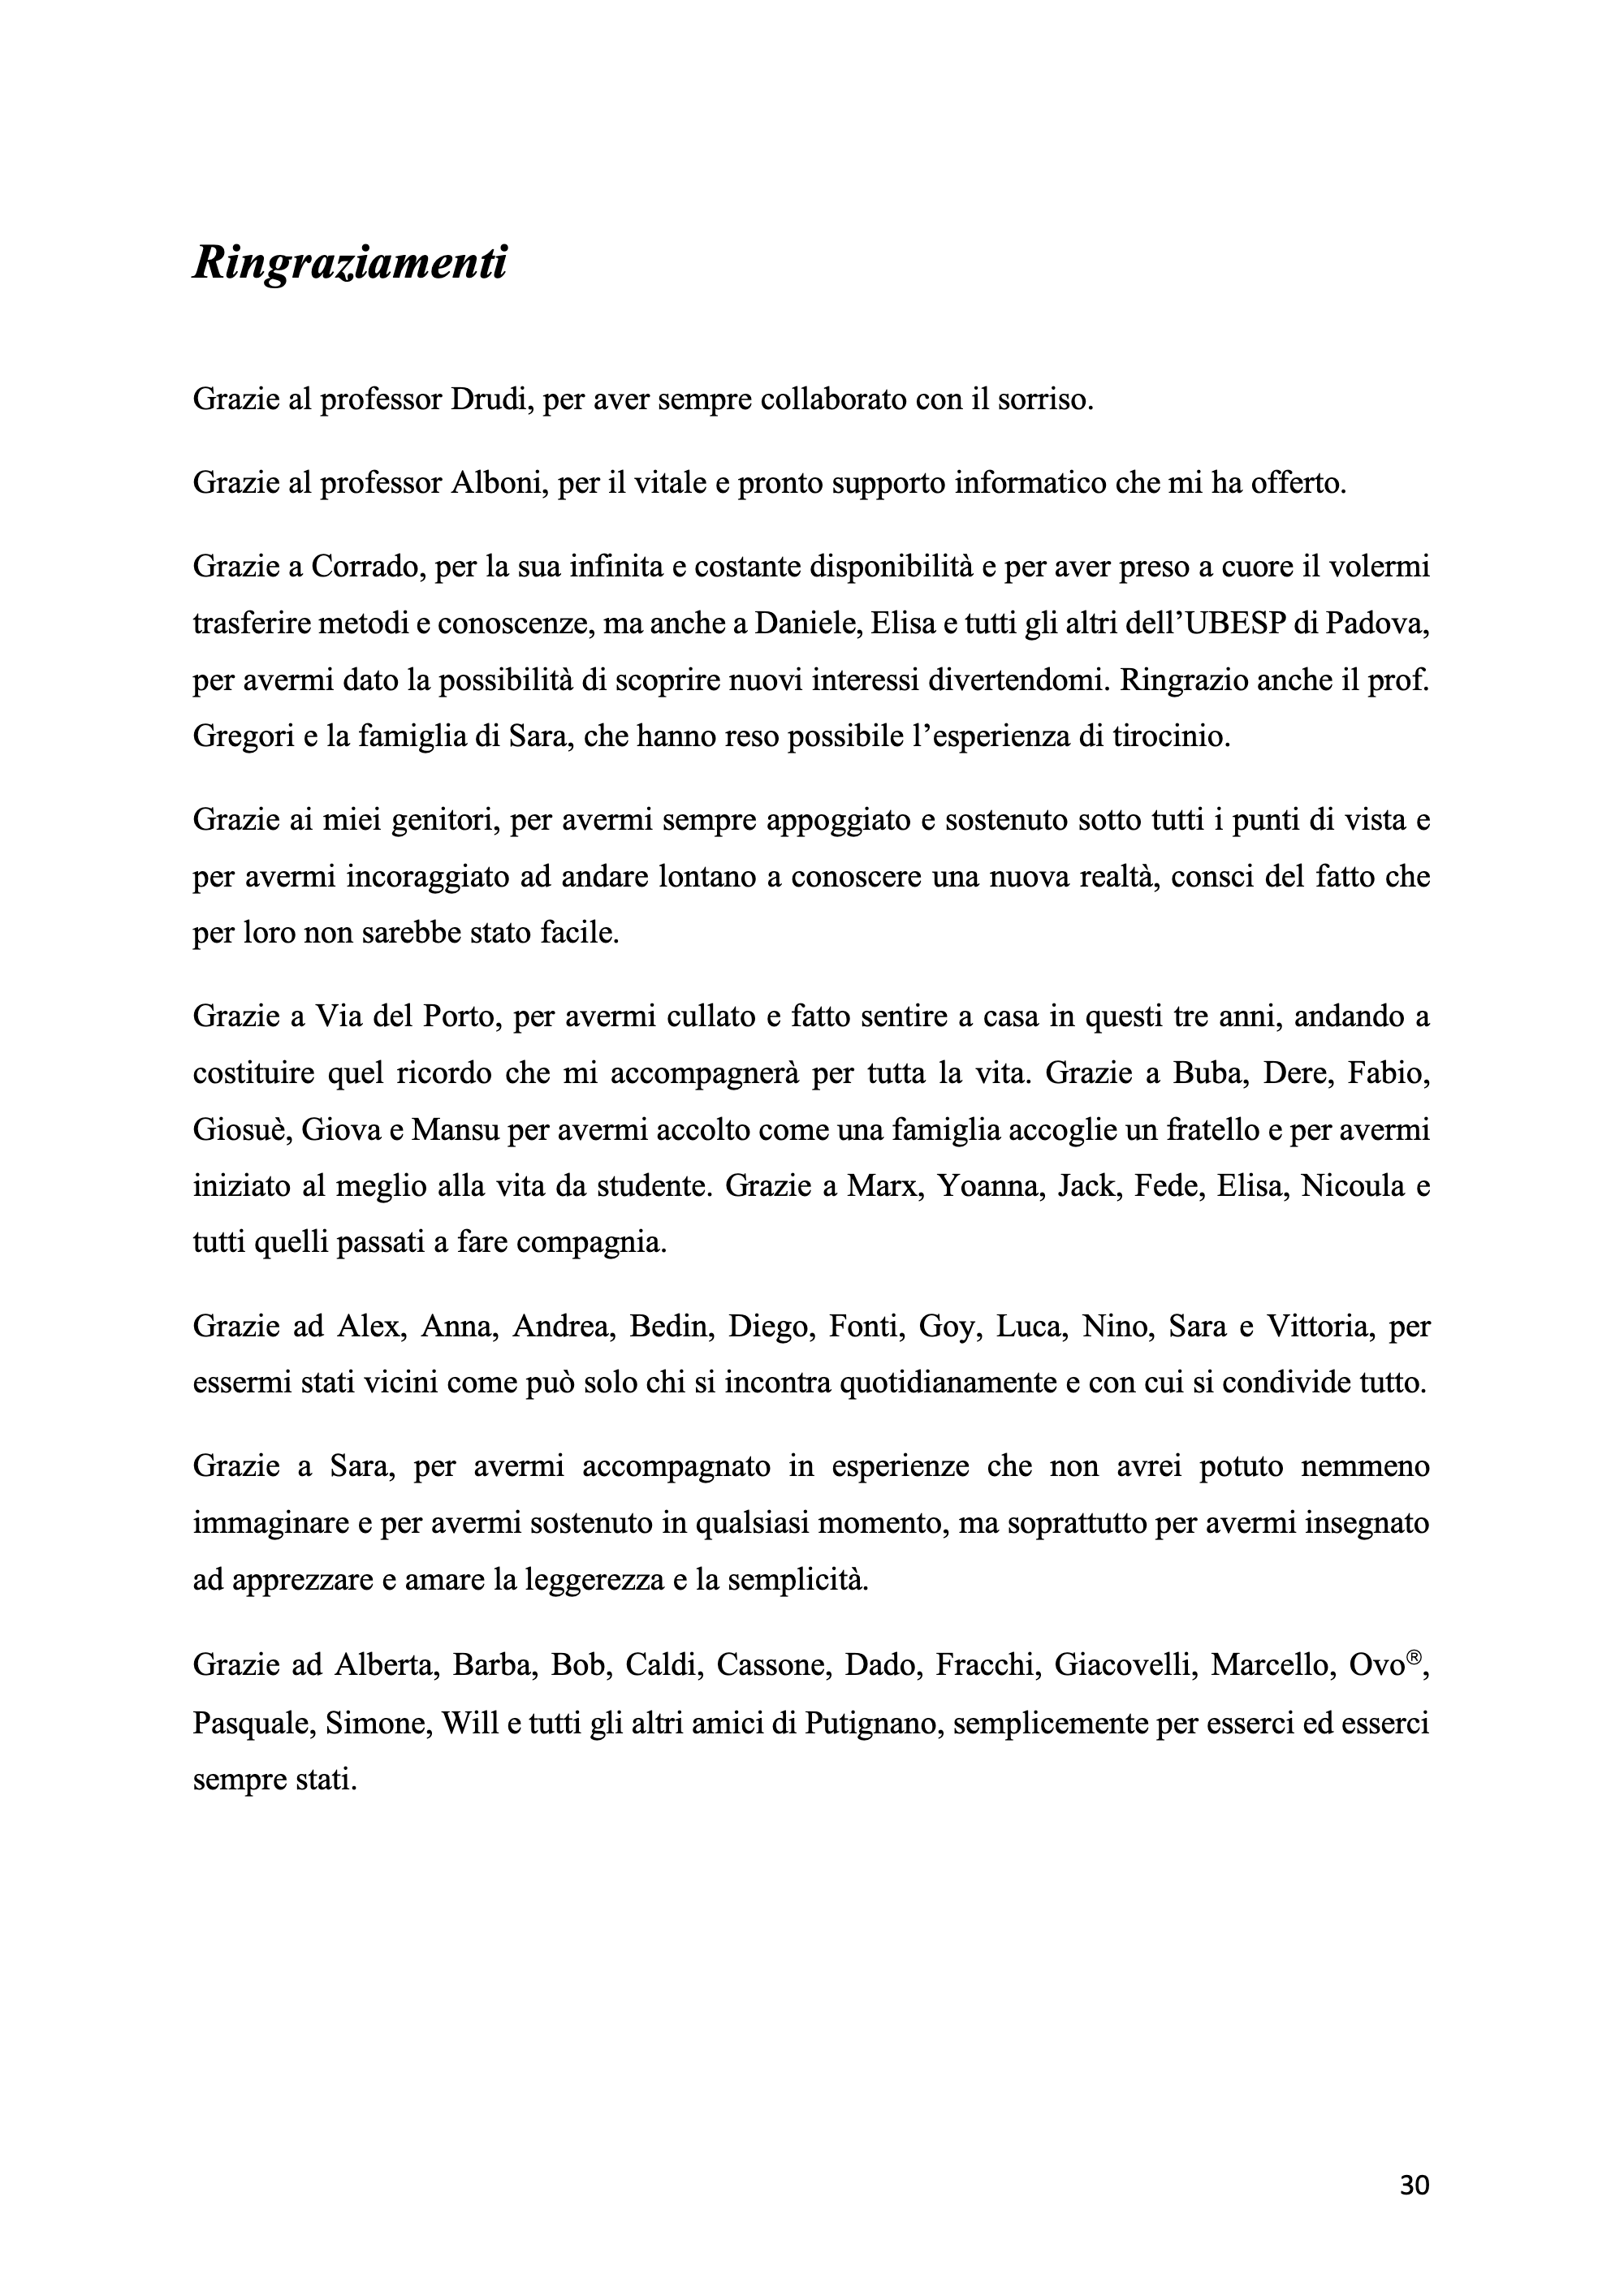 Ringraziamenti
Grazie al professor Drudi, per aver sempre collaborato con il sorriso.
Grazie al professor Alboni, per il vitale e pronto supporto informatico che mi ha offerto.
Grazie a Corrado, per la sua infinita e costante disponibilità e per aver preso a cuore il volermi
trasferire metodi e conoscenze, ma anche a Daniele, Elisa e tutti gli altri dell’UBESP di Padova,
per avermi dato la possibilità di scoprire nuovi interessi divertendomi. Ringrazio anche il prof.
Gregori e la famiglia di Sara, che hanno reso possibile l’esperienza di tirocinio.
Grazie ai miei genitori, per avermi sempre appoggiato e sostenuto sotto tutti i punti di vista e
per avermi incoraggiato ad andare lontano a conoscere una nuova realtà, consci del fatto che
per loro non sarebbe stato facile.
Grazie a Via del Porto, per avermi cullato e fatto sentire a casa in questi tre anni, andando a
costituire quel ricordo che mi accompagnerà per tutta la vita. Grazie a Buba, Dere, Fabio,
Giosuè, Giova e Mansu per avermi accolto come una famiglia accoglie un fratello e per avermi
iniziato al meglio alla vita da studente. Grazie a Marx, Yoanna, Jack, Fede, Elisa, Nicoula e
tutti quelli passati a fare compagnia.
Grazie ad Alex, Anna, Andrea, Bedin, Diego, Fonti, Goy, Luca, Nino, Sara e Vittoria, per
essermi stati vicini come può solo chi si incontra quotidianamente e con cui si condivide tutto.
Grazie a Sara, per avermi accompagnato in esperienze che non avrei potuto nemmeno
immaginare e per avermi sostenuto in qualsiasi momento, ma soprattutto per avermi insegnato
ad apprezzare e amare la leggerezza e la semplicità.
Grazie ad Alberta, Barba, Bob, Caldi, Cassone, Dado, Fracchi, Giacovelli, Marcello, Ovo®,
Pasquale, Simone, Will e tutti gli altri amici di Putignano, semplicemente per esserci ed esserci
sempre stati.
30